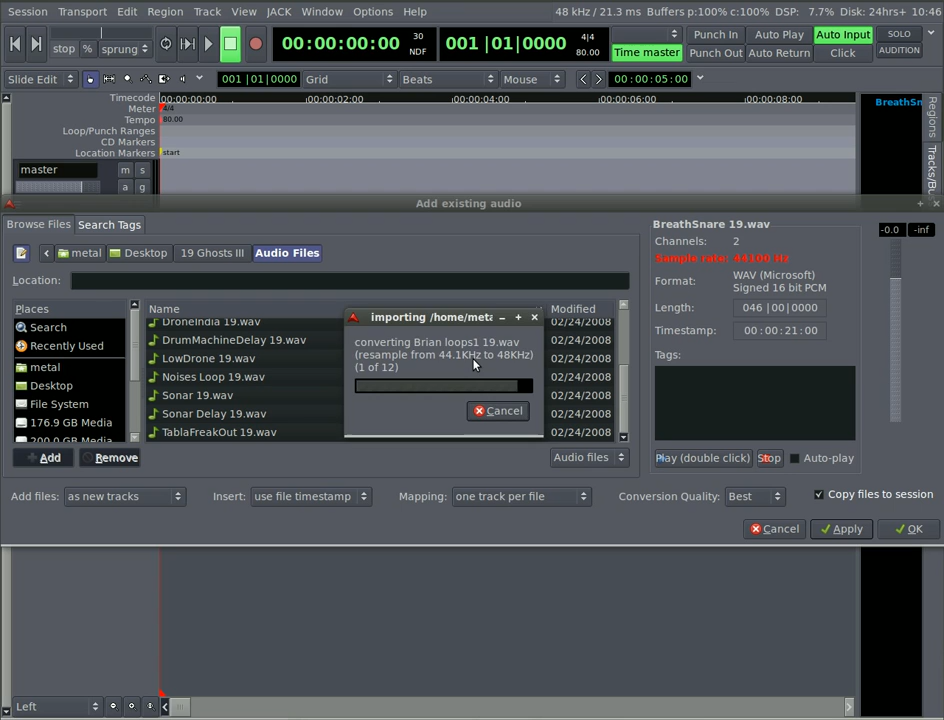 Session Transport Edit Region Track View JACK Window Options Help 48 kHz / 21.3 ms Buffers p:100% c:100% DSP: 7.7% Disk: 24hrs+ 10:46
stop % sprung 00:00:00:00 30 NDF 001|01|0000 4|4 80.00 Time master Punch In Auto Play Auto Input SOLO
Punch Out Auto Return Click AUDITION
Slide Edit 001|01|0000 Grid Beats Mouse 00:00:05:00
Timecode 00:00:00:00 00:00:02:00 00:00:04:00 00:00:06:00 00:00:08:00
Meter 4/4
Tempo 80.00
Loop/Punch Ranges
CD Markers
Location Markers start
BreathSn
Regions
Tracks/Bu
master m s
a g
Add existing audio
Browse Files Search Tags
metal Desktop 19 Ghosts III Audio Files
Location:
Places
Search
Recently Used
metal
Desktop
File System
176.9 GB Media
200.0 GB Media
Name Modified
DroneIndia 19.wav 02/24/2008
DrumMachineDelay 19.wav 02/24/2008
LowDrone 19.wav 02/24/2008
Noises Loop 19.wav 02/24/2008
Sonar 19.wav 02/24/2008
Sonar Delay 19.wav 02/24/2008
TablaFreakOut 19.wav 02/24/2008
importing /home/meta
converting Brian loops1 19.wav
(resample from 44.1KHz to 48KHz)
(1 of 12)
Cancel
BreathSnare 19.wav
Channels: 2
Sample rate: 44100 Hz
Format: WAV (Microsoft)
Signed 16 bit PCM
Length: 046|00|0000
Timestamp: 00:00:21:00
Tags:
-0.0 -inf
Play (double click) Stop Auto-play
Add Remove Audio files
Add files: as new tracks Insert: use file timestamp Mapping: one track per file Conversion Quality: Best Copy files to session
Cancel Apply OK
Left